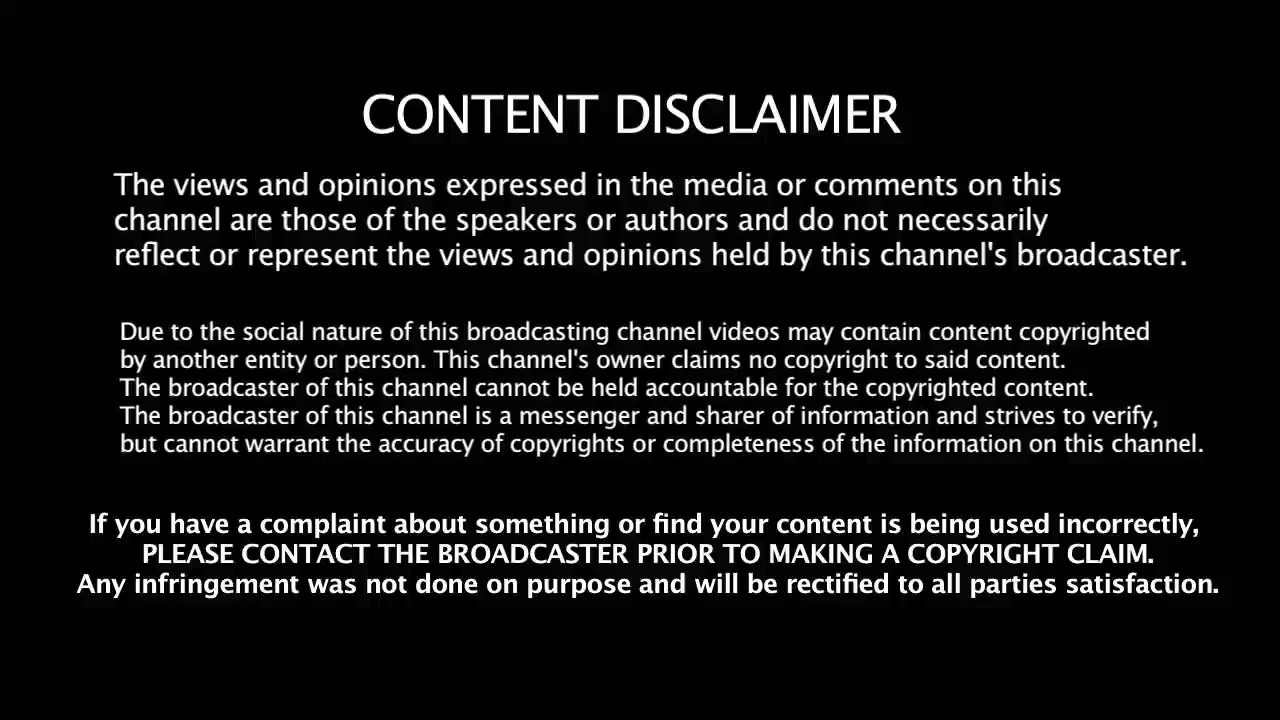 CONTENT DISCLAIMER
The views and opinions expressed in the media or comments on this
channel are those of the speakers or authors and do not necessarily
reflect or represent the views and opinions held by this channel's broadcaster.
Due to the social nature of this broadcasting channel videos may contain content copyrighted
by another entity or person. This channel's owner claims no copyright to said content.
The broadcaster of this channel cannot be held accountable for the copyrighted content.
The broadcaster of this channel is a messenger and sharer of information and strives to verify,
but cannot warrant the accuracy of copyrights or completeness of the information on this channel.
If you have a complaint about something or find your content is being used incorrectly,
PLEASE CONTACT THE BROADCASTER PRIOR TO MAKING A COPYRIGHT CLAIM.
Any infringement was not done on purpose and will be rectified to all parties satisfaction.